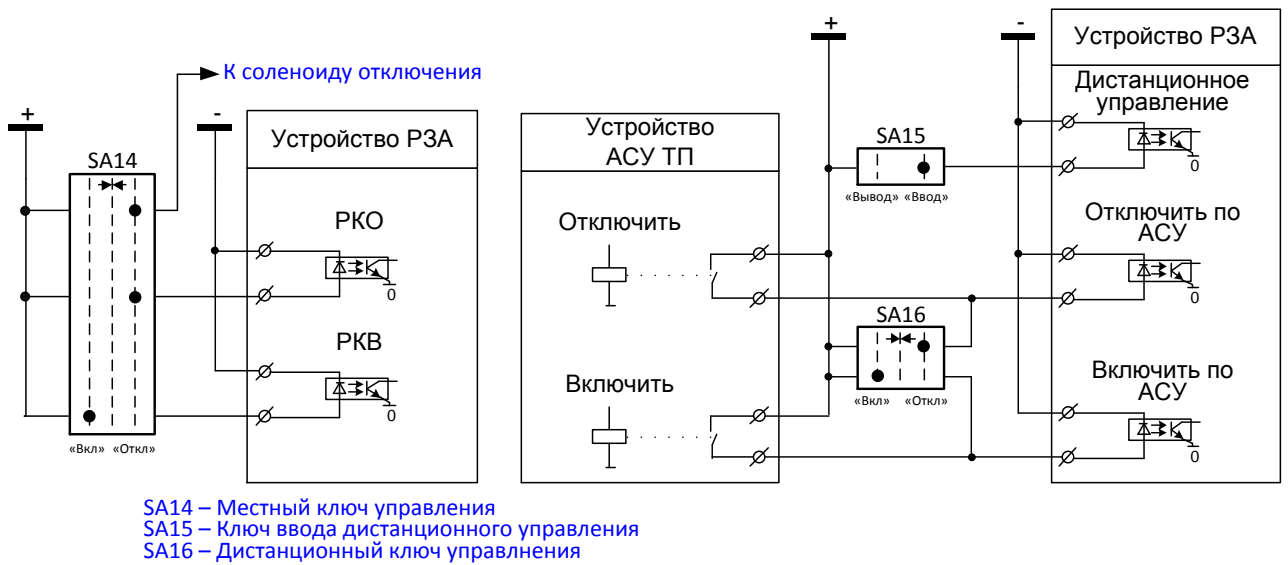 К соленоиду отключения
+
-
SA14
«Вкл» «Откл»
Устройство РЗА
РКО
0
РКВ
0
Устройство
АСУ ТП
Отключить
Включить
+
-
SA15
«Вывод» «Ввод»
SA16
«Вкл» «Откл»
Устройство РЗА
Дистанционное
управление
0
Отключить по
АСУ
0
Включить по
АСУ
0
SA14 – Местный ключ управления
SA15 – Ключ ввода дистанционного управления
SA16 – Дистанционный ключ управлнения